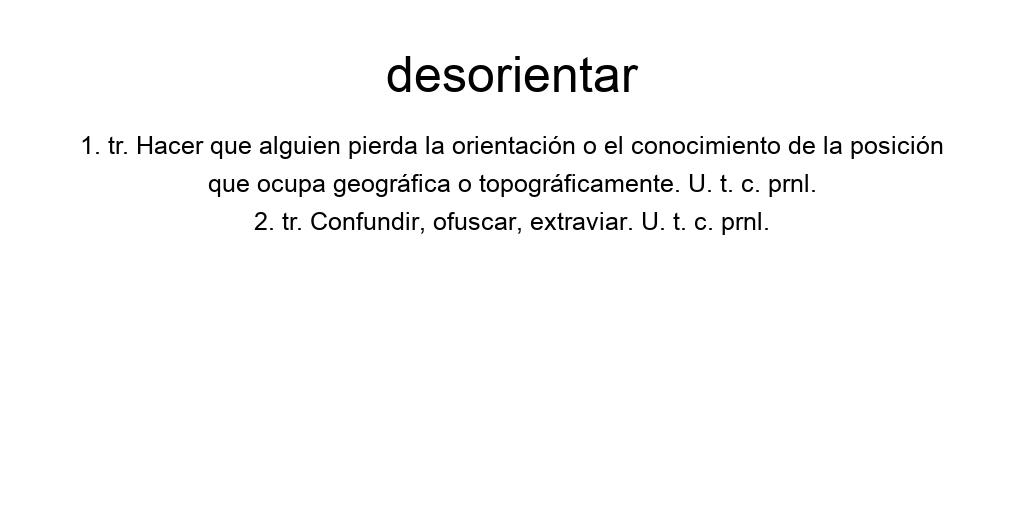 desorientar
1. tr. Hacer que alguien pierda la orientación o el conocimiento de la posición
que ocupa geográfica o topográficamente. U. t. c. prnl.
2. tr. Confundir, ofuscar, extraviar. U. t. c. prnl.